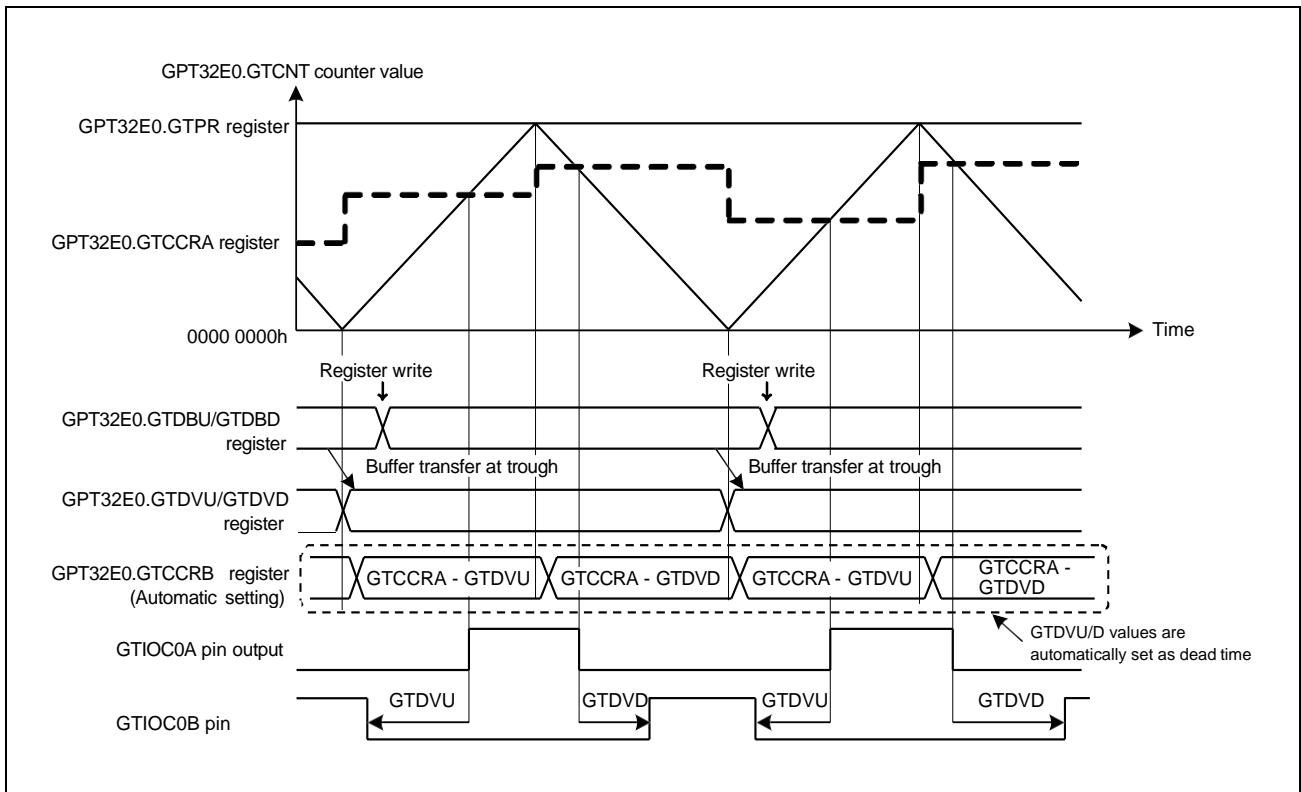 GPT32E0.GTCNT counter value
GPT32E0.GTPR register
GPT32E0.GTCCRA register
0000 0000h
Time
Register write
Register write
GPT32E0.GTDBU/GTDBD
register
Buffer transfer at trough
Buffer transfer at trough
GPT32E0.GTDVU/GTDVD
register
GPT32E0.GTCCRB register
(Automatic setting)
GTCCRA - GTDVU
GTCCRA - GTDVD
GTCCRA - GTDVU
GTCCRA -
GTDVD
GTDVU/D values are
automatically set as dead time
GTIOC0A pin output
GTDVU
GTDVD
GTDVU
GTDVD
GTIOC0B pin